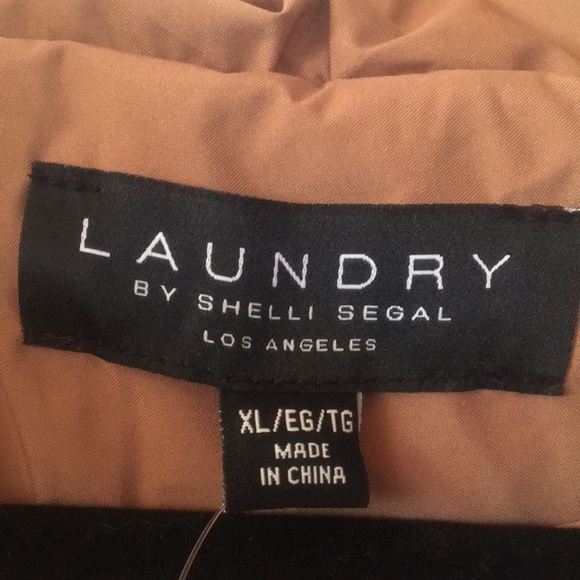 LAUNDRY
BY SHELLI SEGAL
LOS ANGELES
XL/EG/TG
MADE
IN CHINA